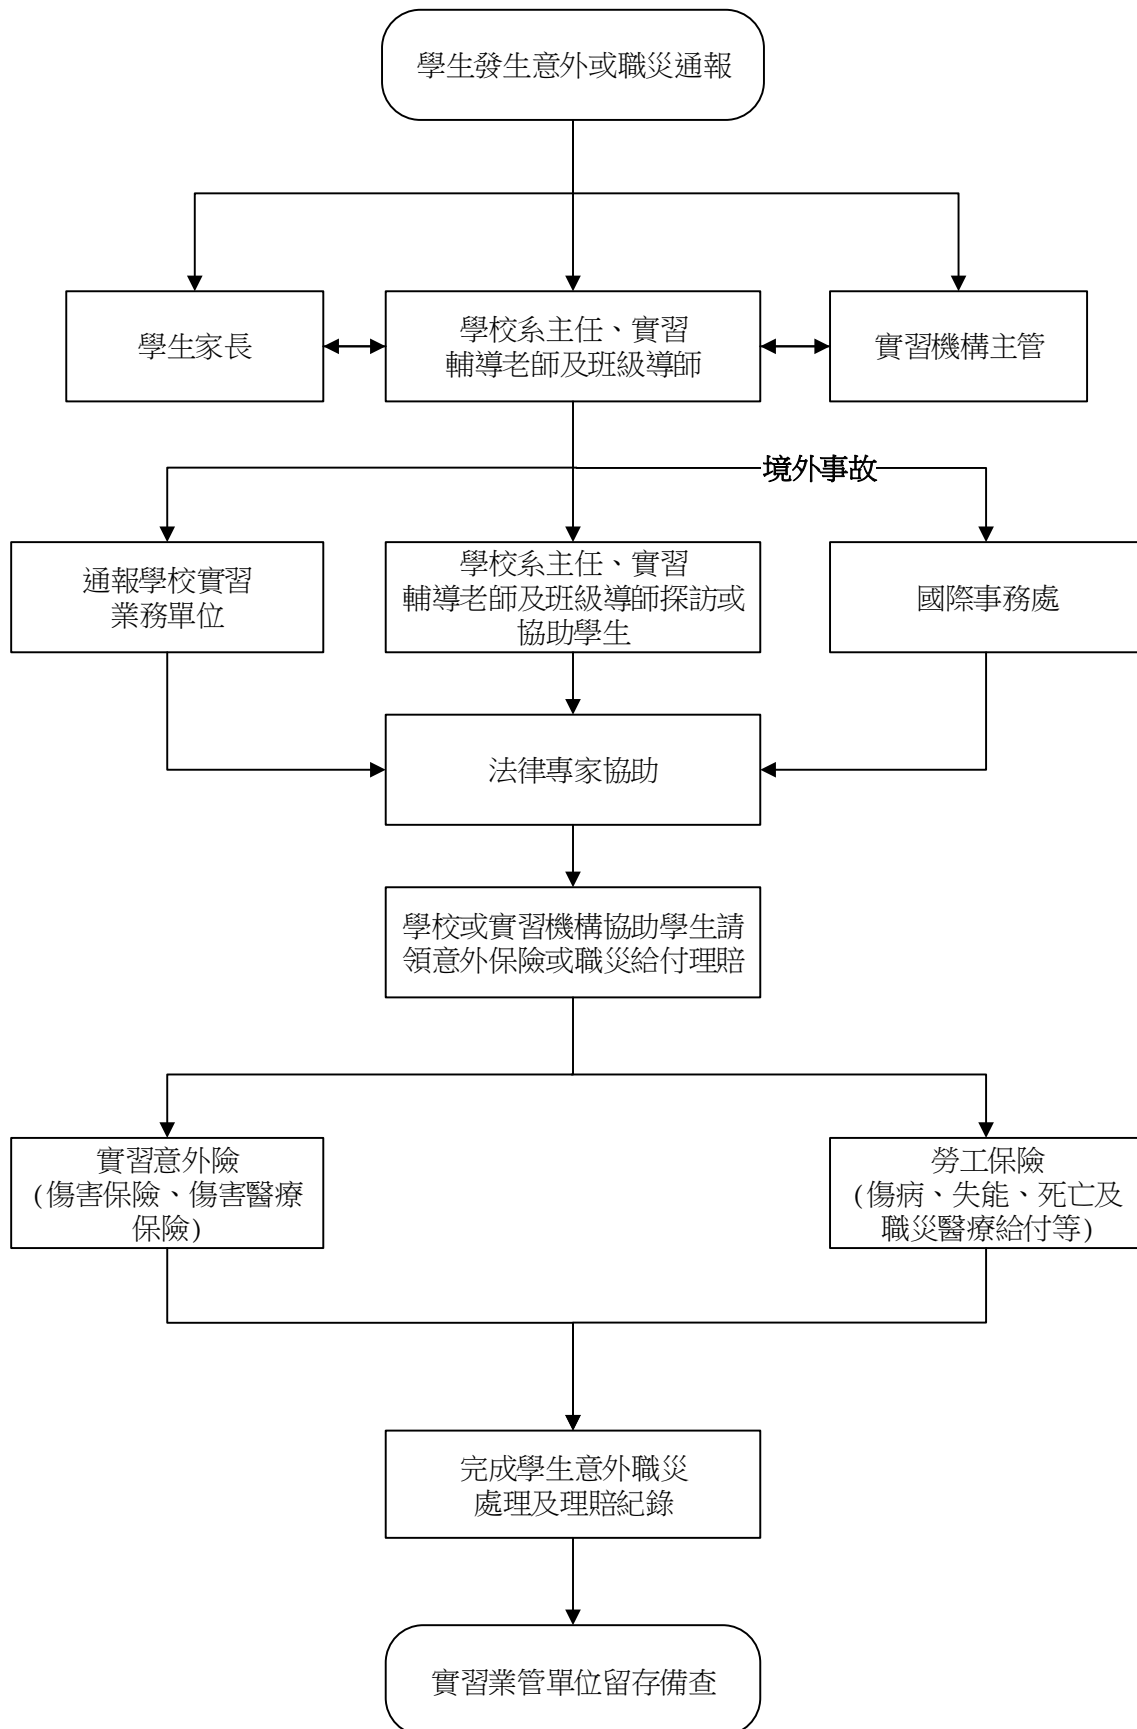 學生發生意外或職災通報
學生家長
學校系主任、實習
輔導老師及班級導師
實習機構主管
境外事故
通報學校實習
業務單位
學校系主任、實習
輔導老師及班級導師探訪或
協助學生
國際事務處
法律專家協助
學校或實習機構協助學生請
領意外保險或職災給付理賠
實習意外險
(傷害保險、傷害醫療
保險)
勞工保險
(傷病、失能、死亡及
職災醫療給付等)
完成學生意外職災
處理及理賠紀錄
實習業管單位留存備查